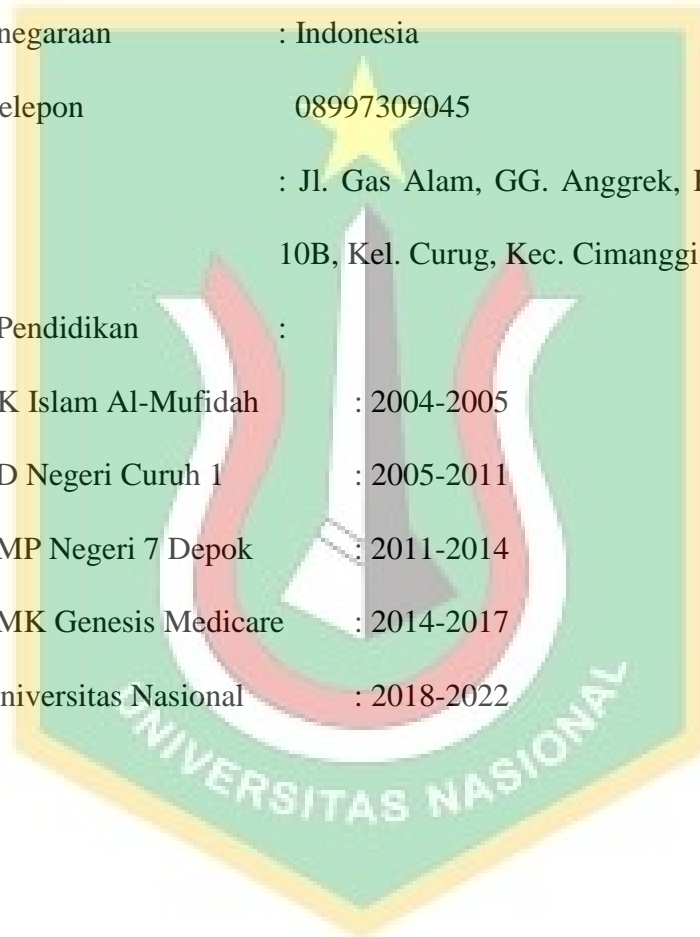 negaraan : Indonesia
elepon 08997309045
: Jl. Gas Alam, GG. Anggrek,
10B, Kel. Curug, Kec. Cimanggi
Pendidikan :
K Islam Al-Mufidah : 2004-2005
D Negeri Curuh 1 : 2005-2011
MP Negeri 7 Depok : 2011-2014
MK Genesis Medicare : 2014-2017
niversitas Nasional : 2018-2022
UNIVERSITAS NASIONAL